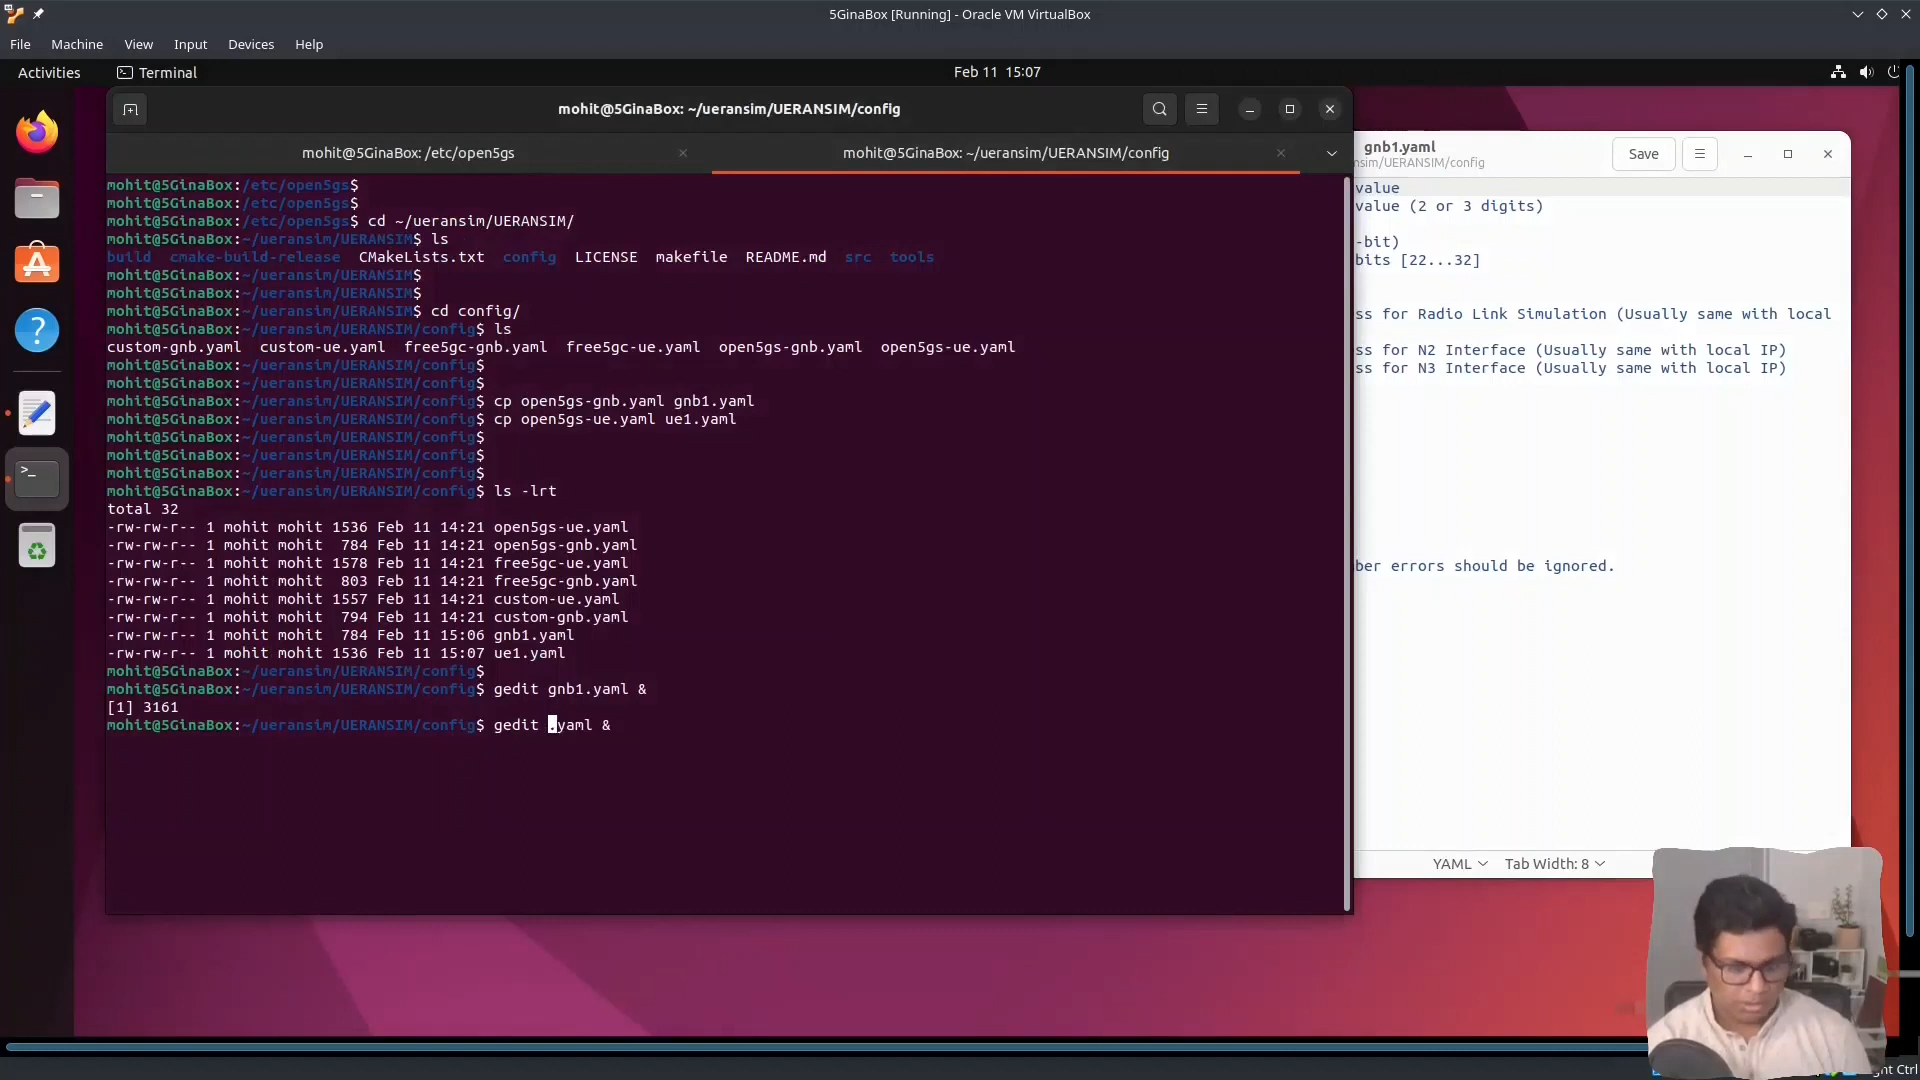 5GinaBox [Running] - Oracle VM VirtualBox
File Machine View Input Devices Help
Activities Terminal Feb 11 15:07
mohit@5GinaBox: ~/ueransim/UERANSIM/config
mohit@5GinaBox: /etc/open5gs
mohit@5GinaBox: ~/ueransim/UERANSIM/config
mohit@5GinaBox:/etc/open5gs$
mohit@5GinaBox:/etc/open5gs$
mohit@5GinaBox:/etc/open5gs$ cd ~/ueransim/UERANSIM/
mohit@5GinaBox:~/ueransim/UERANSIM$ ls
build cmake-build-release CMakeLists.txt config LICENSE makefile README.md src tools
mohit@5GinaBox:~/ueransim/UERANSIM$
mohit@5GinaBox:~/ueransim/UERANSIM$
mohit@5GinaBox:~/ueransim/UERANSIM$ cd config/
mohit@5GinaBox:~/ueransim/UERANSIM/config$ ls
custom-gnb.yaml custom-ue.yaml free5gc-gnb.yaml free5gc-ue.yaml open5gs-gnb.yaml open5gs-ue.yaml
mohit@5GinaBox:~/ueransim/UERANSIM/config$
mohit@5GinaBox:~/ueransim/UERANSIM/config$
mohit@5GinaBox:~/ueransim/UERANSIM/config$ cp open5gs-gnb.yaml gnb1.yaml
mohit@5GinaBox:~/ueransim/UERANSIM/config$ cp open5gs-ue.yaml ue1.yaml
mohit@5GinaBox:~/ueransim/UERANSIM/config$
mohit@5GinaBox:~/ueransim/UERANSIM/config$
mohit@5GinaBox:~/ueransim/UERANSIM/config$
mohit@5GinaBox:~/ueransim/UERANSIM/config$ ls -lrt
total 32
-rw-rw-r-- 1 mohit mohit 1536 Feb 11 14:21 open5gs-ue.yaml
-rw-rw-r-- 1 mohit mohit 784 Feb 11 14:21 open5gs-gnb.yaml
-rw-rw-r-- 1 mohit mohit 1578 Feb 11 14:21 free5gc-ue.yaml
-rw-rw-r-- 1 mohit mohit 803 Feb 11 14:21 free5gc-gnb.yaml
-rw-rw-r-- 1 mohit mohit 1557 Feb 11 14:21 custom-ue.yaml
-rw-rw-r-- 1 mohit mohit 794 Feb 11 14:21 custom-gnb.yaml
-rw-rw-r-- 1 mohit mohit 784 Feb 11 15:06 gnb1.yaml
-rw-rw-r-- 1 mohit mohit 1536 Feb 11 15:07 ue1.yaml
mohit@5GinaBox:~/ueransim/UERANSIM/config$
mohit@5GinaBox:~/ueransim/UERANSIM/config$ gedit gnb1.yaml &
[1] 3161
mohit@5GinaBox:~/ueransim/UERANSIM/config$ gedit .yaml &
gnb1.yaml
nsim/UERANSIM/config
Save
value
value (2 or 3 digits)
-bit)
bits [22...32]
ss for Radio Link Simulation (Usually same with local
ss for N2 Interface (Usually same with local IP)
ss for N3 Interface (Usually same with local IP)
ber errors should be ignored.
YAML Tab Width: 8
ht Ctrl